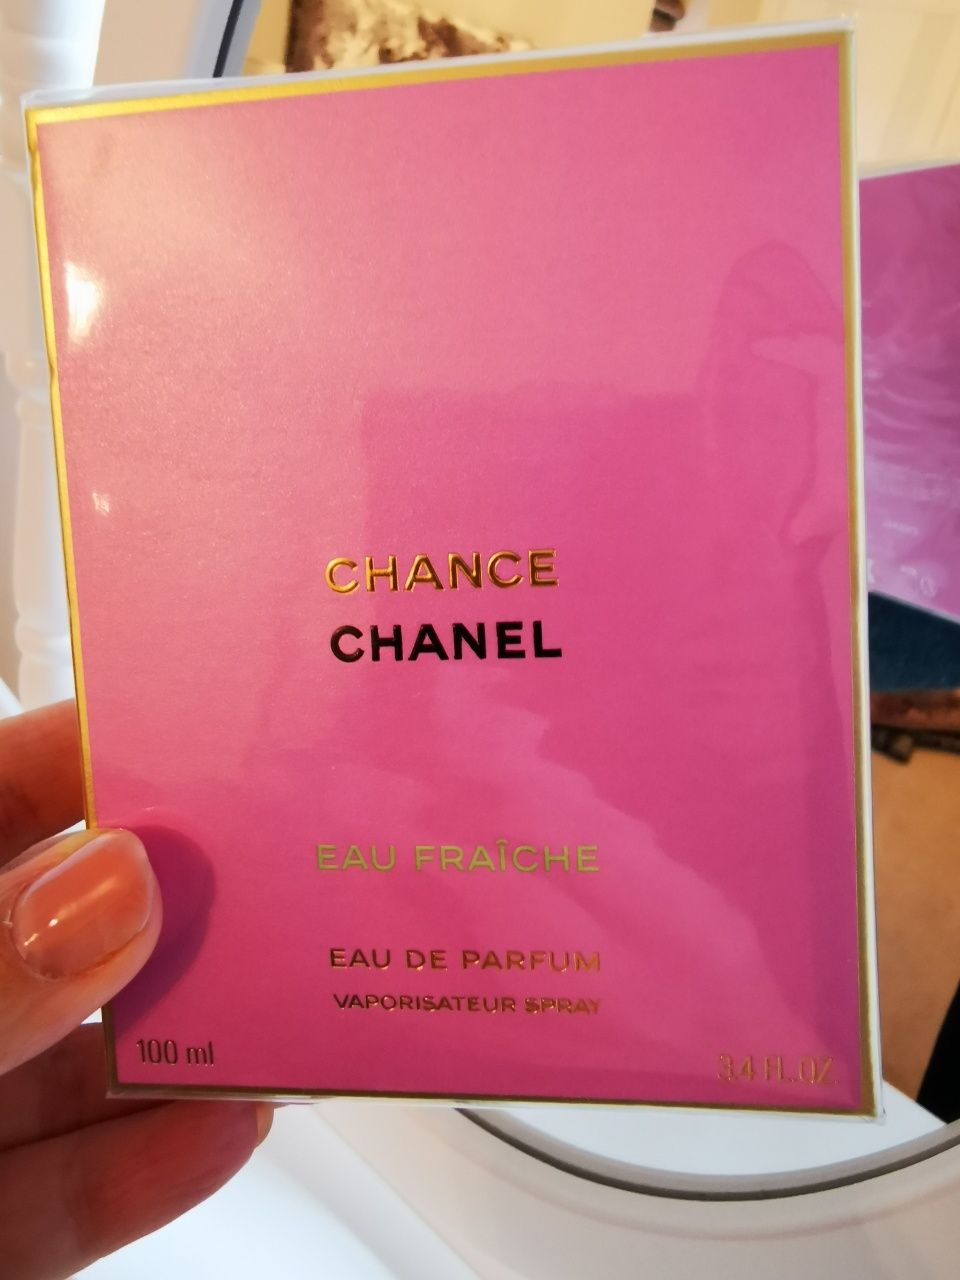 CHANCE
CHANEL
EAU FRAÎCHE
EAU DE PARFUM
VAPORISATEUR SPRAY
100 ml
3.4 FL.OZ.